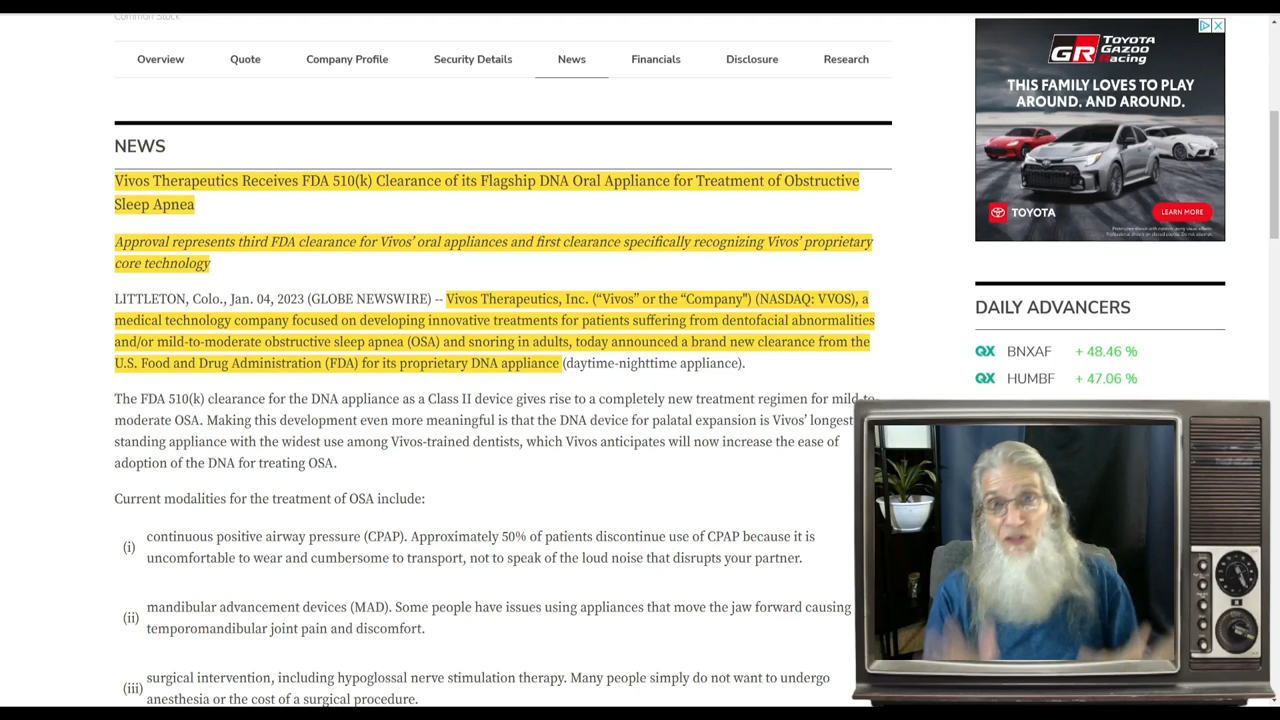 Common Stock
Overview Quote Company Profile Security Details News Financials Disclosure Research
NEWS
Vivos Therapeutics Receives FDA 510(k) Clearance of its Flagship DNA Oral Appliance for Treatment of Obstructive
Sleep Apnea
Approval represents third FDA clearance for Vivos’ oral appliances and first clearance specifically recognizing Vivos’ proprietary
core technology
LITTLETON, Colo., Jan. 04, 2023 (GLOBE NEWSWIRE) -- Vivos Therapeutics, Inc. (“Vivos” or the “Company") (NASDAQ: VVOS), a
medical technology company focused on developing innovative treatments for patients suffering from dentofacial abnormalities
and/or mild-to-moderate obstructive sleep apnea (OSA) and snoring in adults, today announced a brand new clearance from the
U.S. Food and Drug Administration (FDA) for its proprietary DNA appliance (daytime-nighttime appliance).
The FDA 510(k) clearance for the DNA appliance as a Class II device gives rise to a completely new treatment regimen for mild-to-
moderate OSA. Making this development even more meaningful is that the DNA device for palatal expansion is Vivos’ longest
standing appliance with the widest use among Vivos-trained dentists, which Vivos anticipates will now increase the ease of
adoption of the DNA for treating OSA.
Current modalities for the treatment of OSA include:
(i) continuous positive airway pressure (CPAP). Approximately 50% of patients discontinue use of CPAP because it is
uncomfortable to wear and cumbersome to transport, not to speak of the loud noise that disrupts your partner.
(ii) mandibular advancement devices (MAD). Some people have issues using appliances that move the jaw forward causing
temporomandibular joint pain and discomfort.
(iii) surgical intervention, including hypoglossal nerve stimulation therapy. Many people simply do not want to undergo
anesthesia or the cost of a surgical procedure.
GR TOYOTA
GAZOO
Racing
THIS FAMILY LOVES TO PLAY
AROUND. AND AROUND.
TOYOTA LEARN MORE
DAILY ADVANCERS
QX BNXAF + 48.46 %
QX HUMBF + 47.06 %